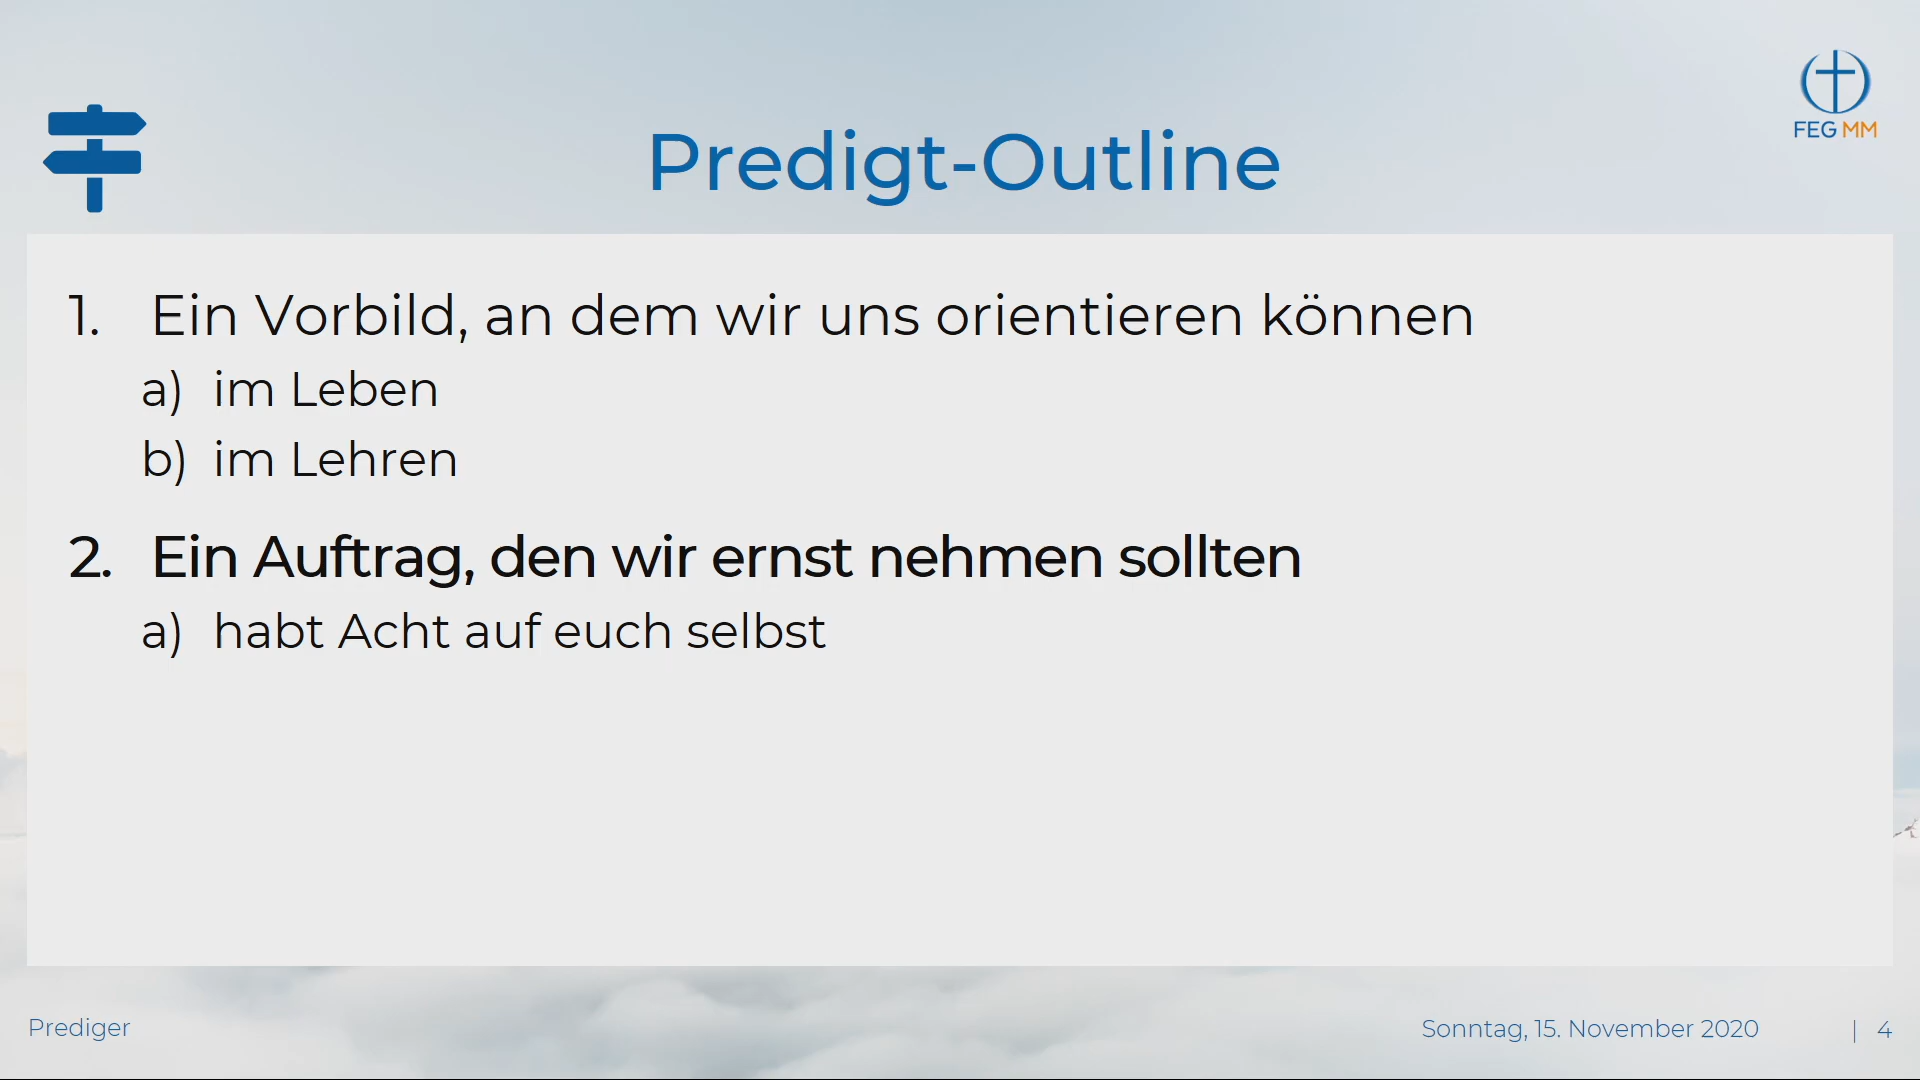 FEG MM
Predigt-Outline
1. Ein Vorbild, an dem wir uns orientieren können
a) im Leben
b) im Lehren
2. Ein Auftrag, den wir ernst nehmen sollten
a) habt Acht auf euch selbst
Prediger
Sonntag, 15. November 2020 | 4